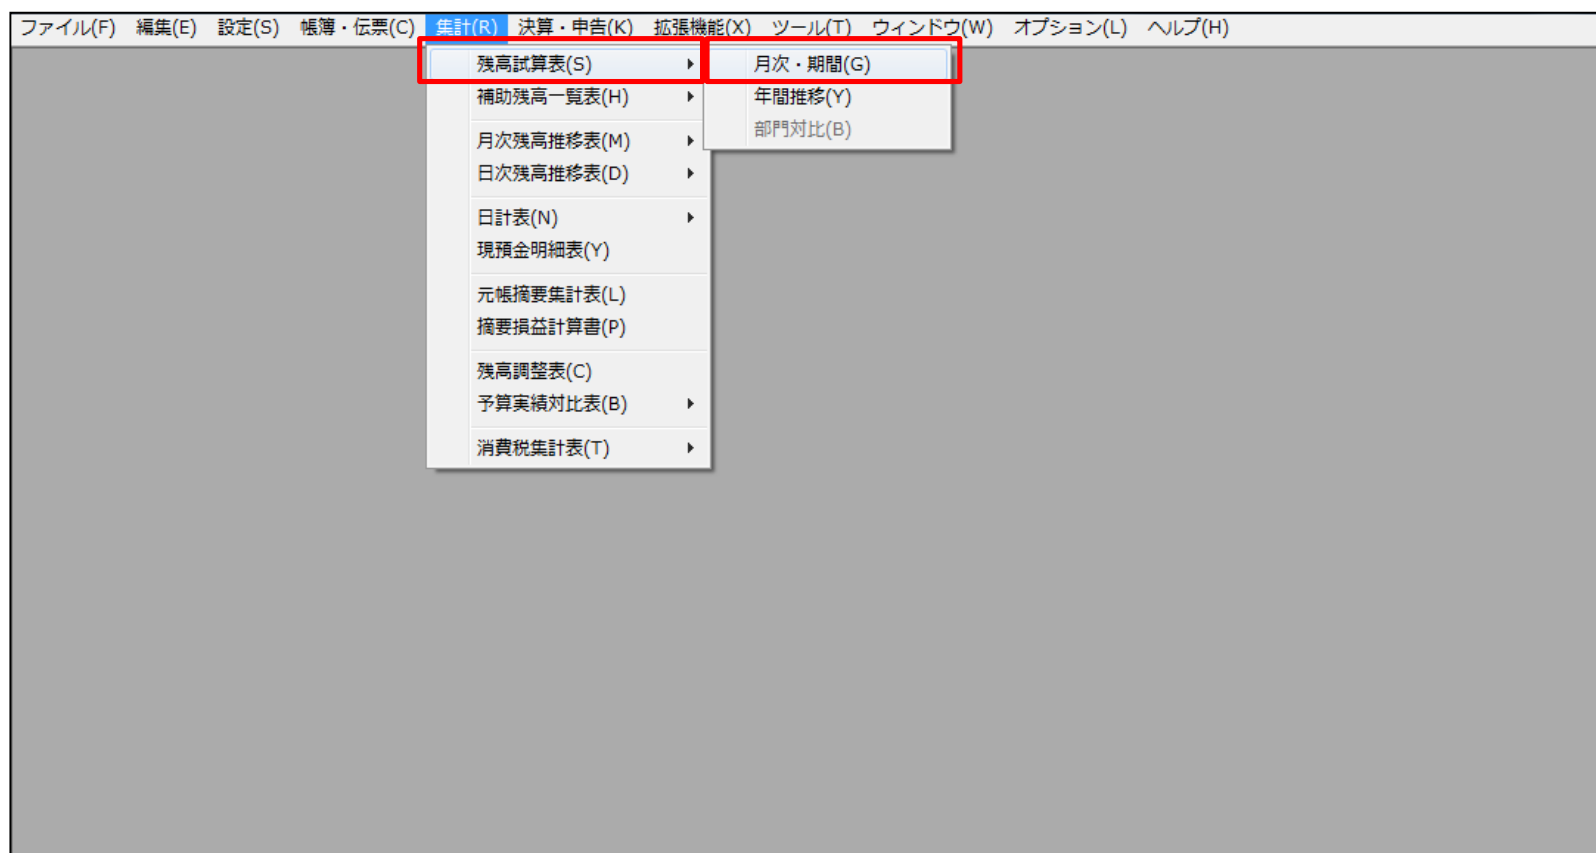 ファイル(F) 編集(E) 設定(S) 帳簿・伝票(C) 集計(R) 決算・申告(K) 拡張機能(X) ツール(T) ウィンドウ(W) オプション(L) ヘルプ(H)
残高試算表(S)
補助残高一覧表(H)
月次残高推移表(M)
日次残高推移表(D)
日計表(N)
現預金明細表(Y)
元帳摘要集計表(L)
摘要損益計算書(P)
残高調整表(C)
予算実績対比表(B)
消費税集計表(T)
月次・期間(G)
年間推移(Y)
部門対比(B)